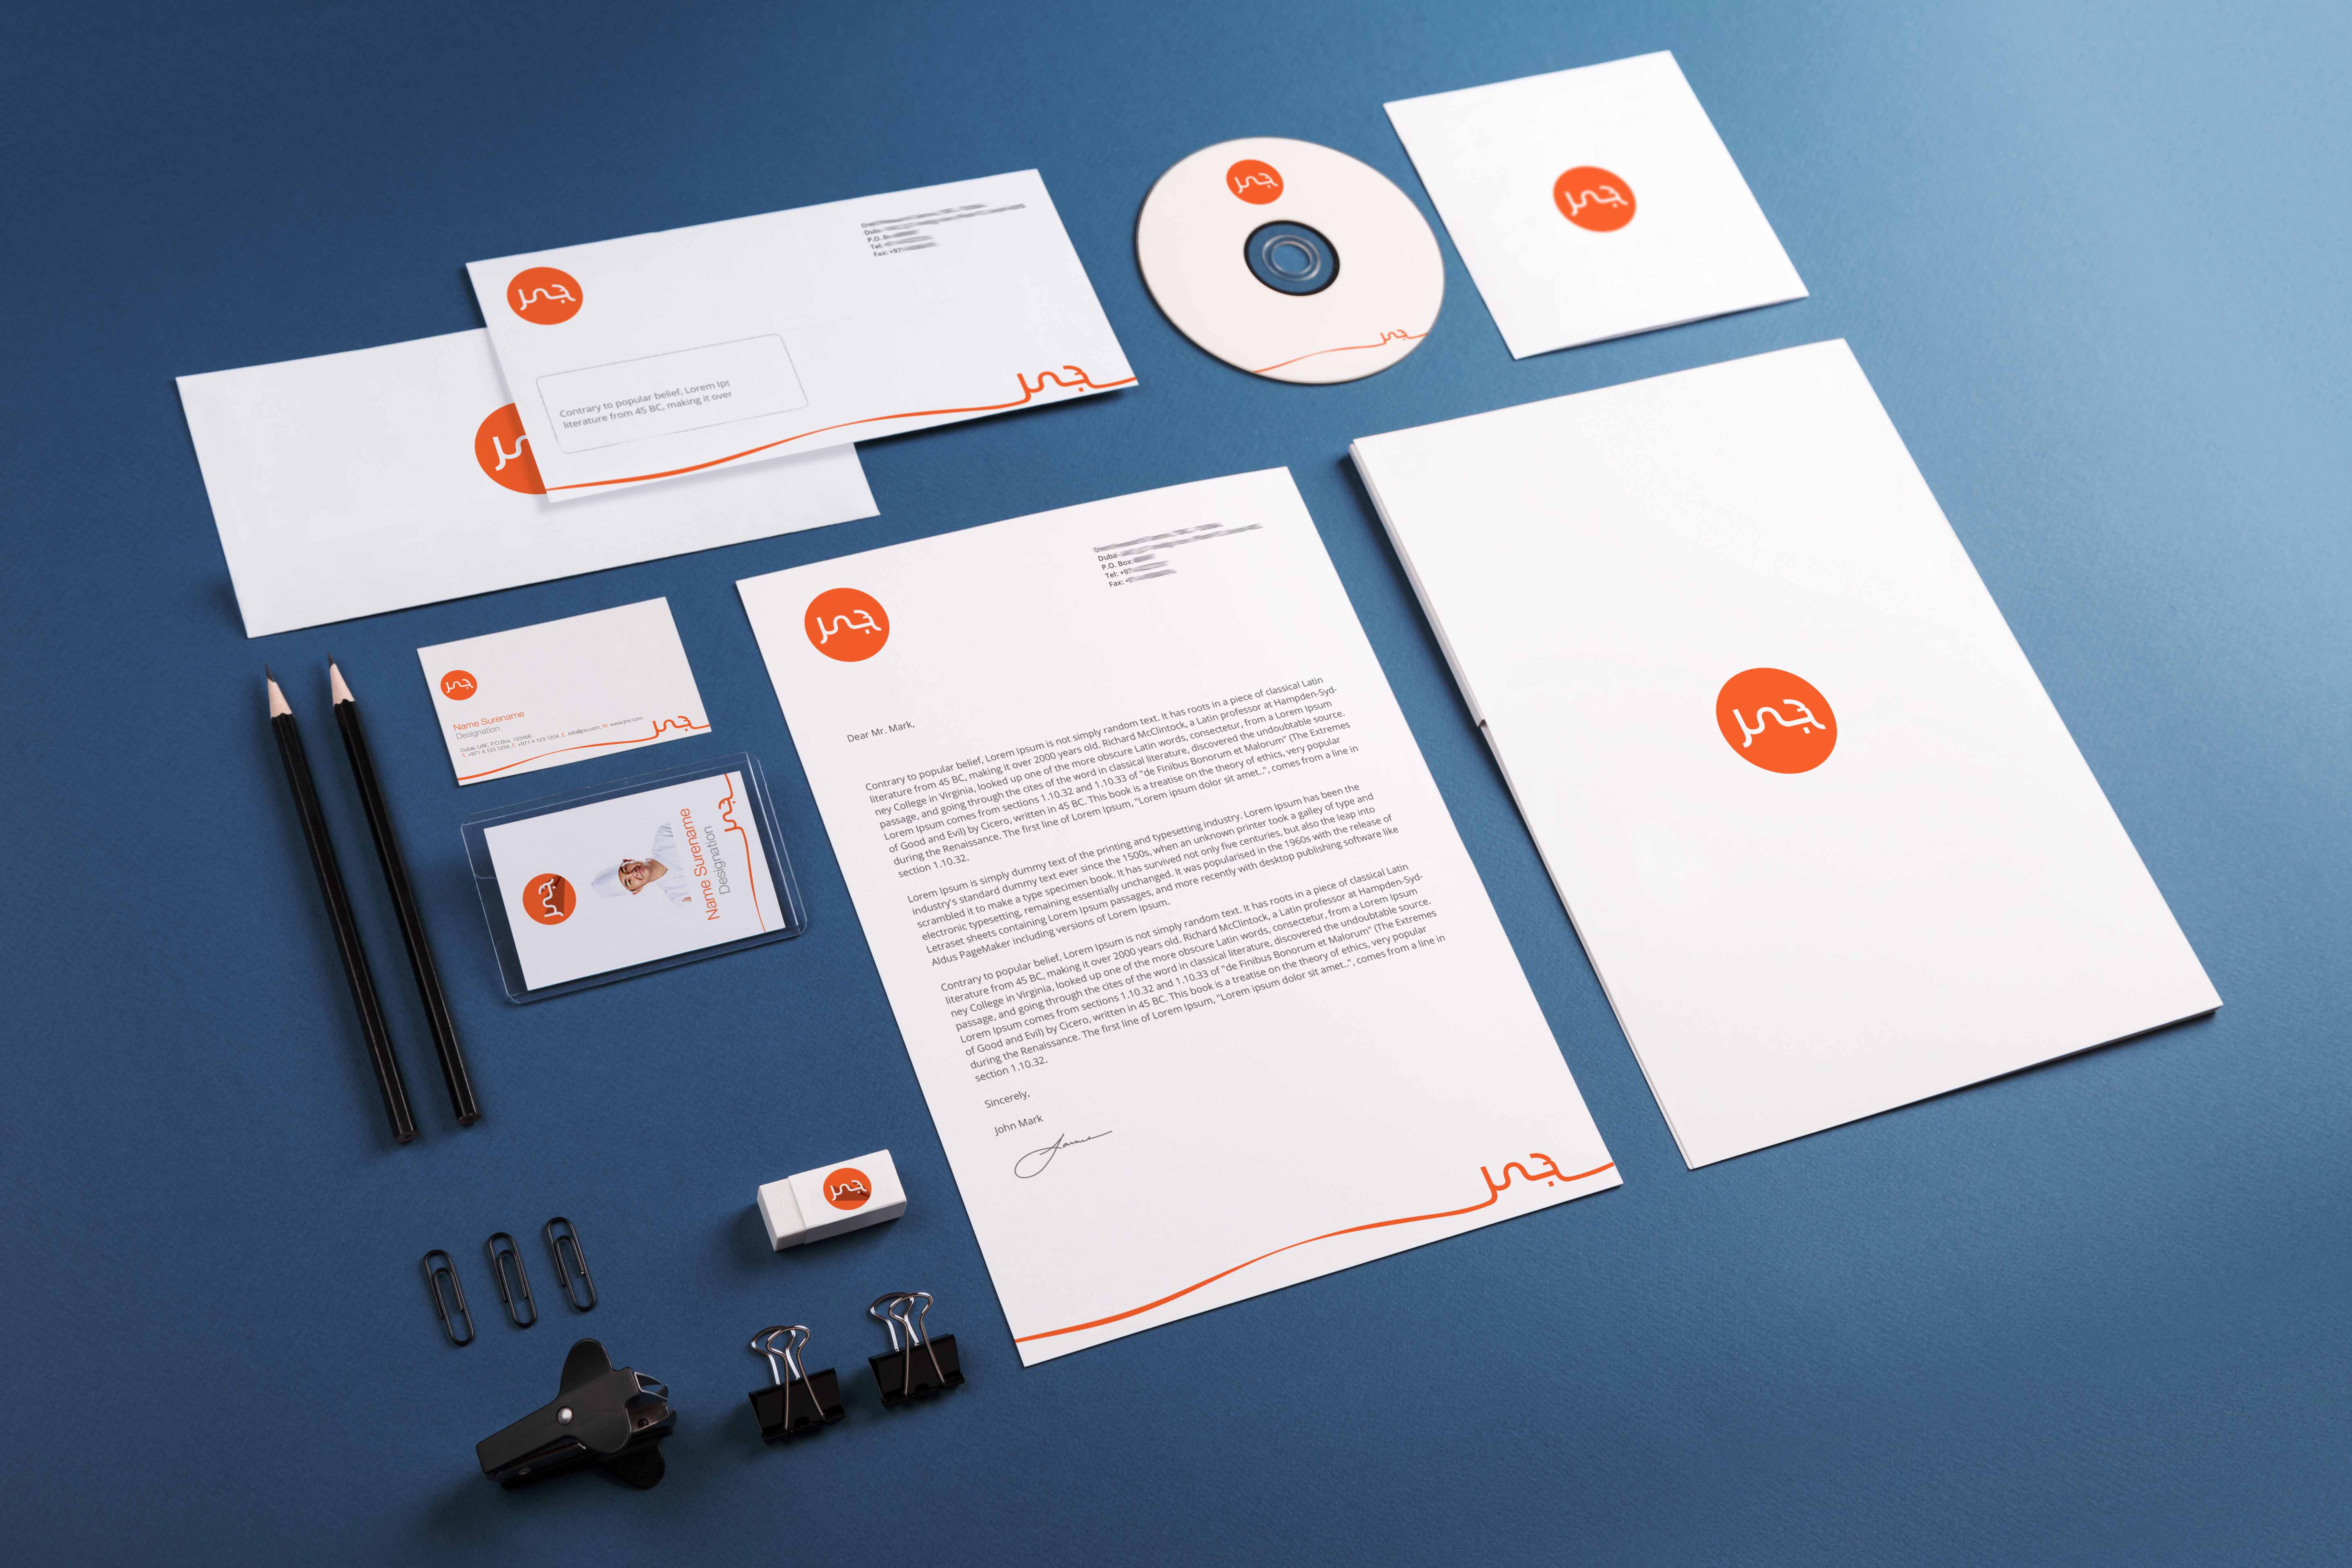 جسر
P.O.
Tel:
Fax: +97
Contrary to popular belief, Lorem Ips
literature from 45 BC, making it over
جسر
جسر
جسر
جسر
جسر
Name Surename
Designation
Dubai, UAE, P.O.Box. 123456
T. +971 4 123 1234, F. +971 4 123 1234, E.
جسر
جسر
Name Surename
Designation
جسر
جسر
P.O. Box:
Tel: +97
Fax:
Dear Mr. Mark,
Contrary to popular belief, Lorem Ipsum is not simply random text. It has roots in a piece of classical Latin
literature from 45 BC, making it over 2000 years old. Richard McClintock, a Latin professor at Hampden-Syd-
ney College in Virginia, looked up one of the more obscure Latin words, consectetur, from a Lorem Ipsum
passage, and going through the cites of the word in classical literature, discovered the undoubtable source.
Lorem Ipsum comes from sections 1.10.32 and 1.10.33 of "de Finibus Bonorum et Malorum" (The Extremes
of Good and Evil) by Cicero, written in 45 BC. This book is a treatise on the theory of ethics, very popular
during the Renaissance. The first line of Lorem Ipsum, "Lorem ipsum dolor sit amet..", comes from a line in
section 1.10.32.
Lorem Ipsum is simply dummy text of the printing and typesetting industry. Lorem Ipsum has been the
industry's standard dummy text ever since the 1500s, when an unknown printer took a galley of type and
scrambled it to make a type specimen book. It has survived not only five centuries, but also the leap into
electronic typesetting, remaining essentially unchanged. It was popularised in the 1960s with the release of
Letraset sheets containing Lorem Ipsum passages, and more recently with desktop publishing software like
Aldus PageMaker including versions of Lorem Ipsum.
Contrary to popular belief, Lorem Ipsum is not simply random text. It has roots in a piece of classical Latin
literature from 45 BC, making it over 2000 years old. Richard McClintock, a Latin professor at Hampden-Syd-
ney College in Virginia, looked up one of the more obscure Latin words, consectetur, from a Lorem Ipsum
passage, and going through the cites of the word in classical literature, discovered the undoubtable source.
Lorem Ipsum comes from sections 1.10.32 and 1.10.33 of "de Finibus Bonorum et Malorum" (The Extremes
of Good and Evil) by Cicero, written in 45 BC. This book is a treatise on the theory of ethics, very popular
during the Renaissance. The first line of Lorem Ipsum, "Lorem ipsum dolor sit amet..", comes from a line in
section 1.10.32.
Sincerely,
John Mark
جسر
جسر
جسر